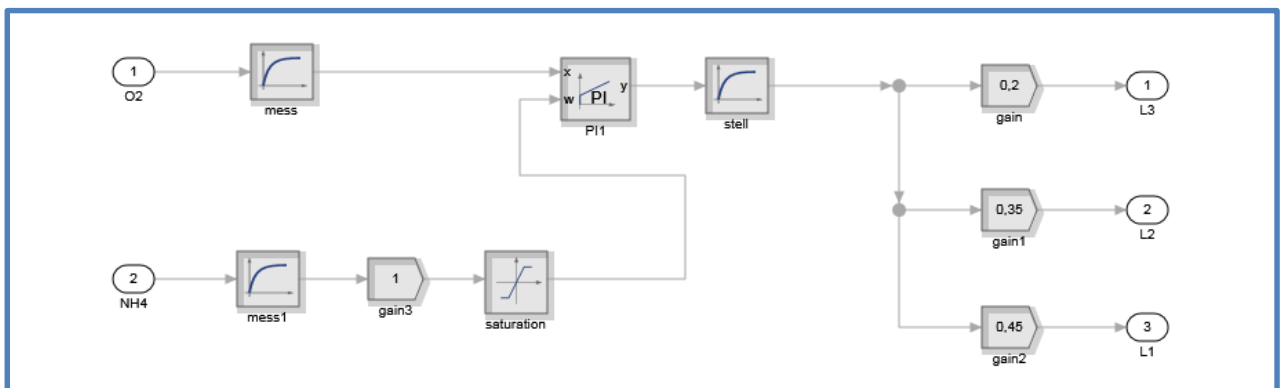 1
O2
mess
x
w
y
PI
PI1
stell
0,2
gain
1
L3
0,35
gain1
2
L2
2
NH4
mess1
1
gain3
saturation
0,45
gain2
3
L1